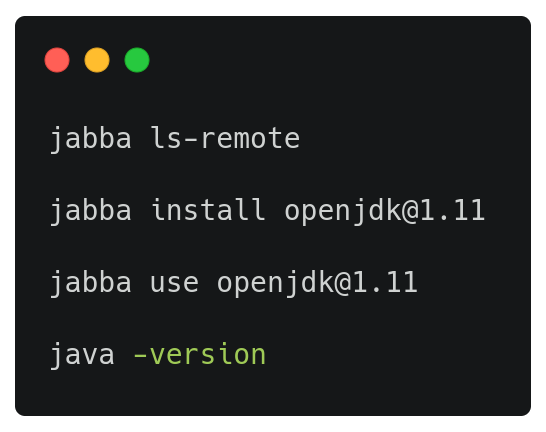 jabba ls-remote
jabba install openjdk@1.11
jabba use openjdk@1.11
java -version